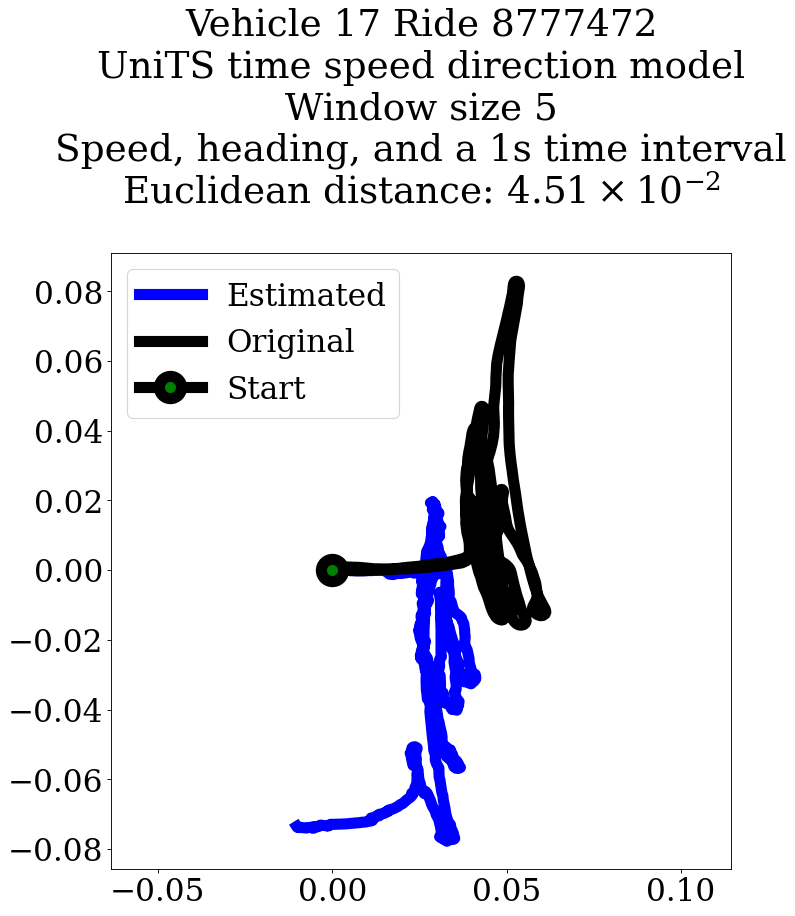 Vehicle 17 Ride 8777472
UniTS time speed direction model
Window size 5
Speed, heading, and a 1s time interval
Euclidean distance: 4.51 × 10⁻²
Estimated
Original
Start
0.08
0.06
0.04
0.02
0.00
−0.02
−0.04
−0.06
−0.08
−0.05 0.00 0.05 0.10